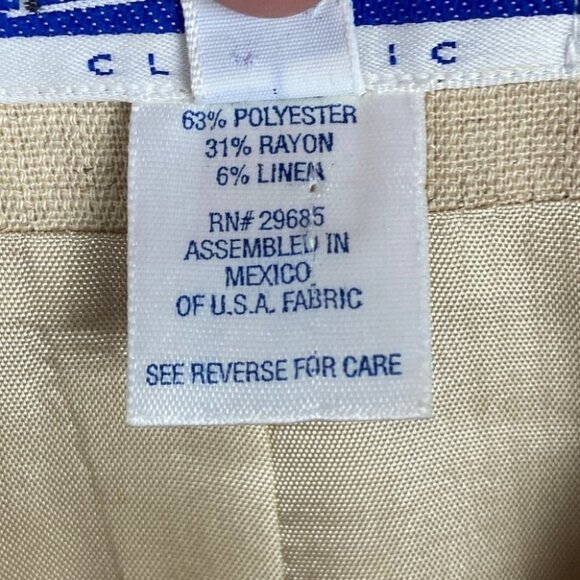 CL IC
63% POLYESTER
31% RAYON
6% LINEN
RN# 29685
ASSEMBLED IN
MEXICO
OF U.S.A. FABRIC
SEE REVERSE FOR CARE